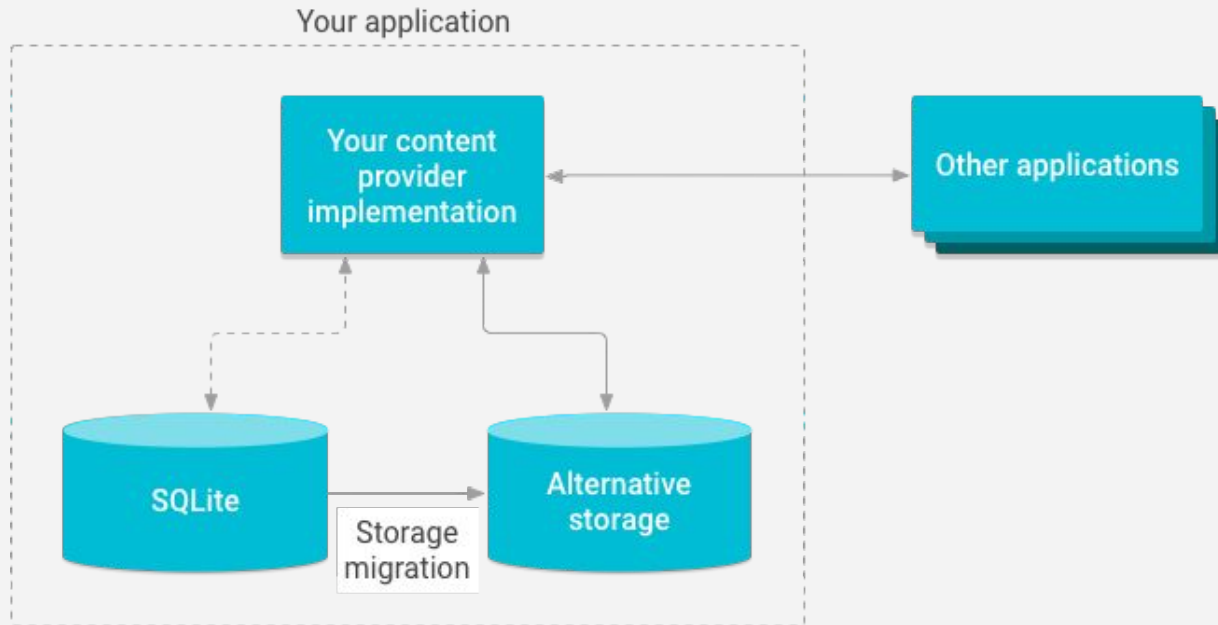 Your application
Your content
provider
implementation
Other applications
SQLite
Alternative
storage
Storage
migration